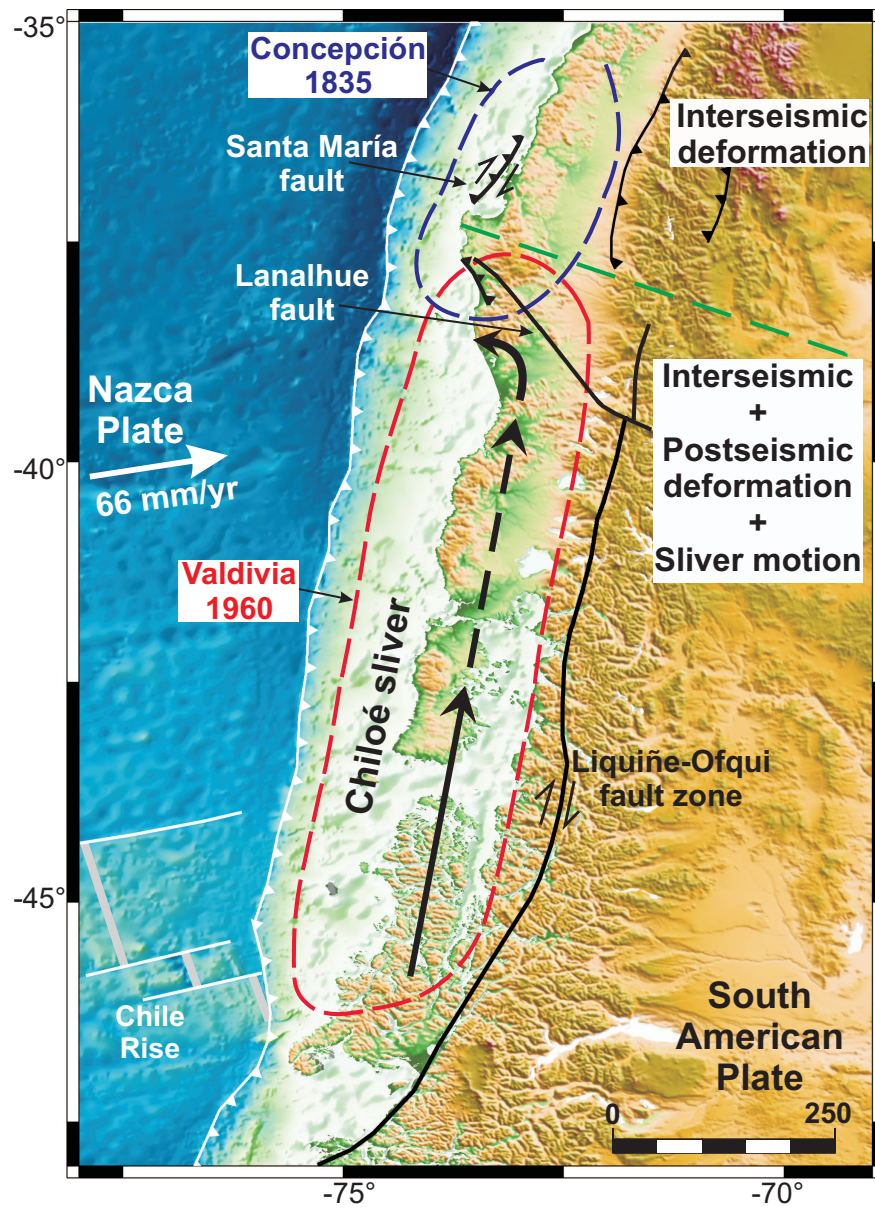 -35°
Concepción
1835
Interseismic
deformation
Santa María
fault
Lanalhue
fault
Interseismic
+
Postseismic
deformation
+
Sliver motion
Nazca
Plate
66 mm/yr
-40°
Valdivia
1960
Chiloé sliver
Liquiñe-Ofqui
fault zone
-45°
Chile
Rise
South
American
Plate
0 250
-75° -70°